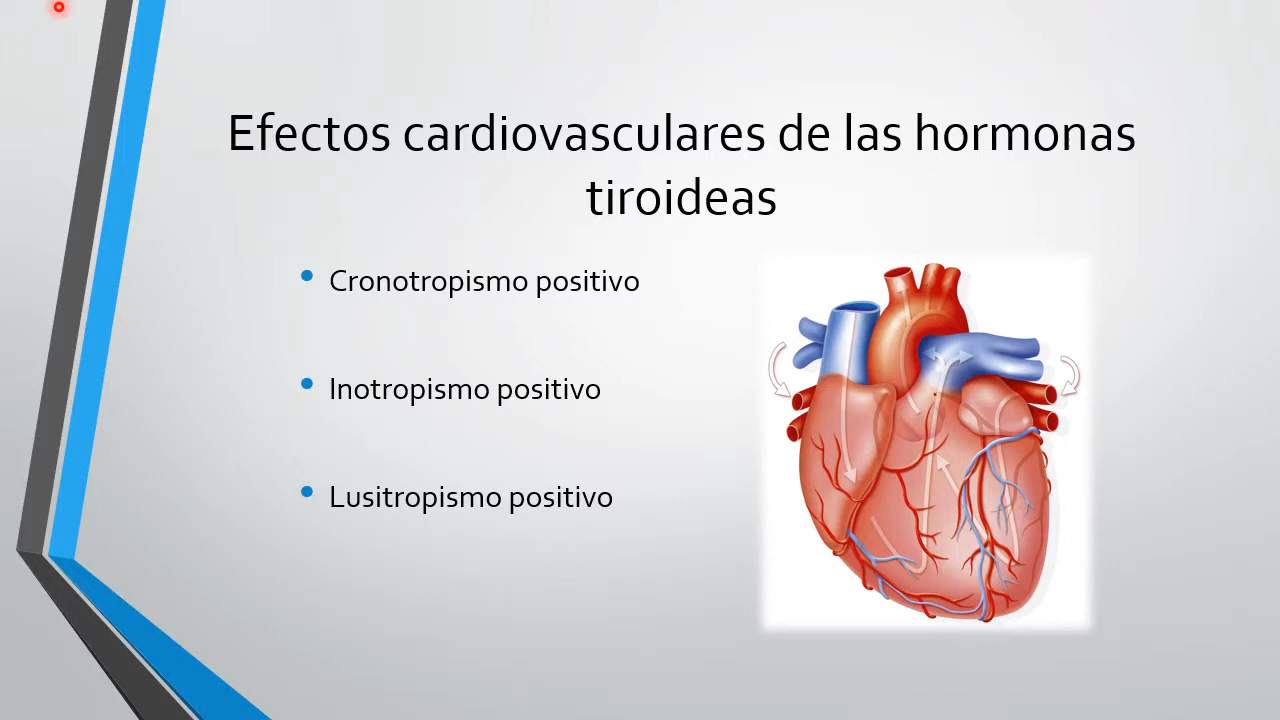 Efectos cardiovasculares de las hormonas
tiroideas
• Cronotropismo positivo
• Inotropismo positivo
• Lusitropismo positivo